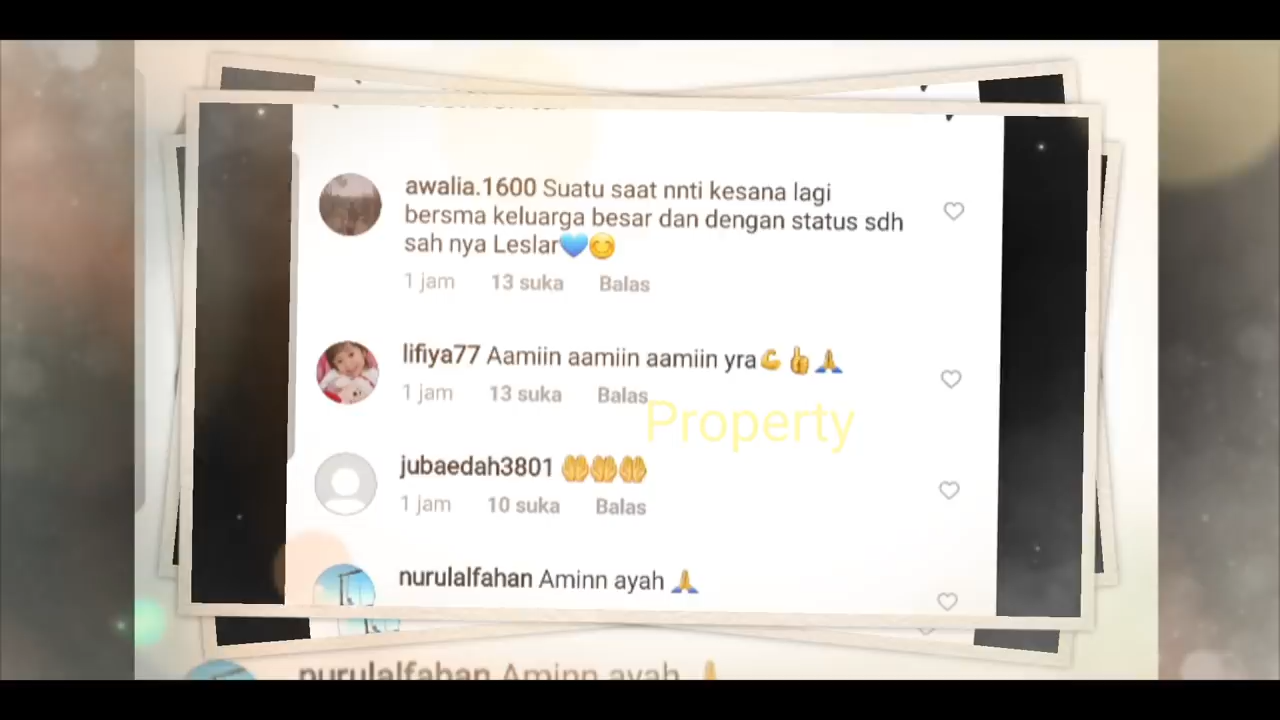 awalia.1600 Suatu saat nnti kesana lagi
bersma keluarga besar dan dengan status sdh
sah nya Leslar💙😊
1 jam 13 suka Balas
lifiya77 Aamiin aamiin aamiin yra💪👍🙏
1 jam 13 suka Balas
Property
jubaedah3801 🤲🤲🤲
1 jam 10 suka Balas
nurulalfahan Aminn ayah 🙏
nurulalfahan Aminn ayah 🙏